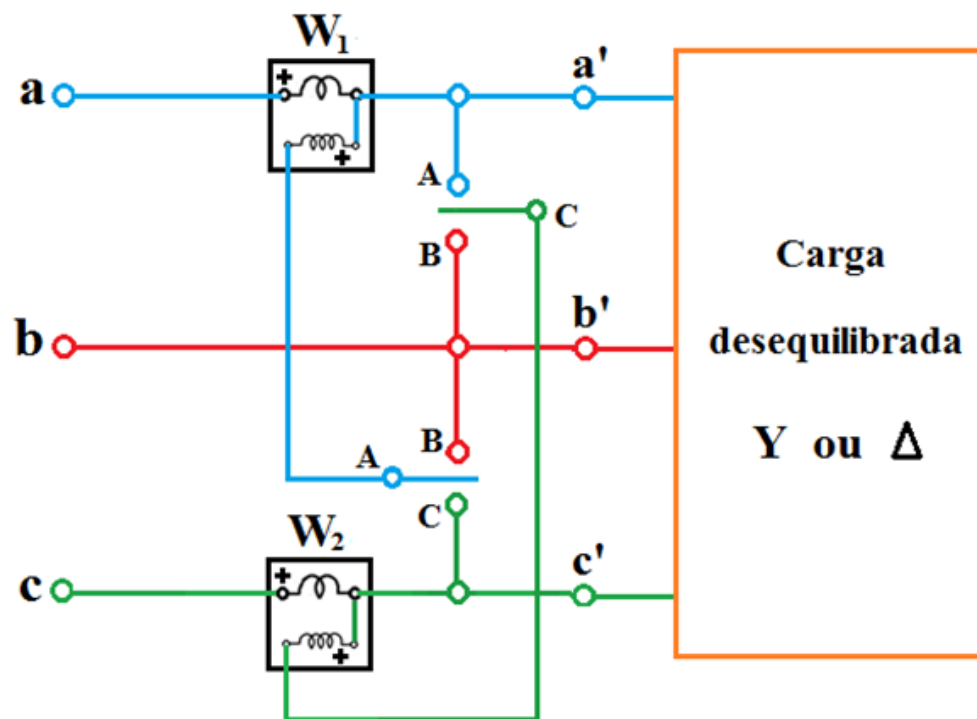 W₁
+
+
a
a'
A
C
B
Carga
b
b'
desequilibrada
B
Y ou Δ
A
C
W₂
+
+
c
c'